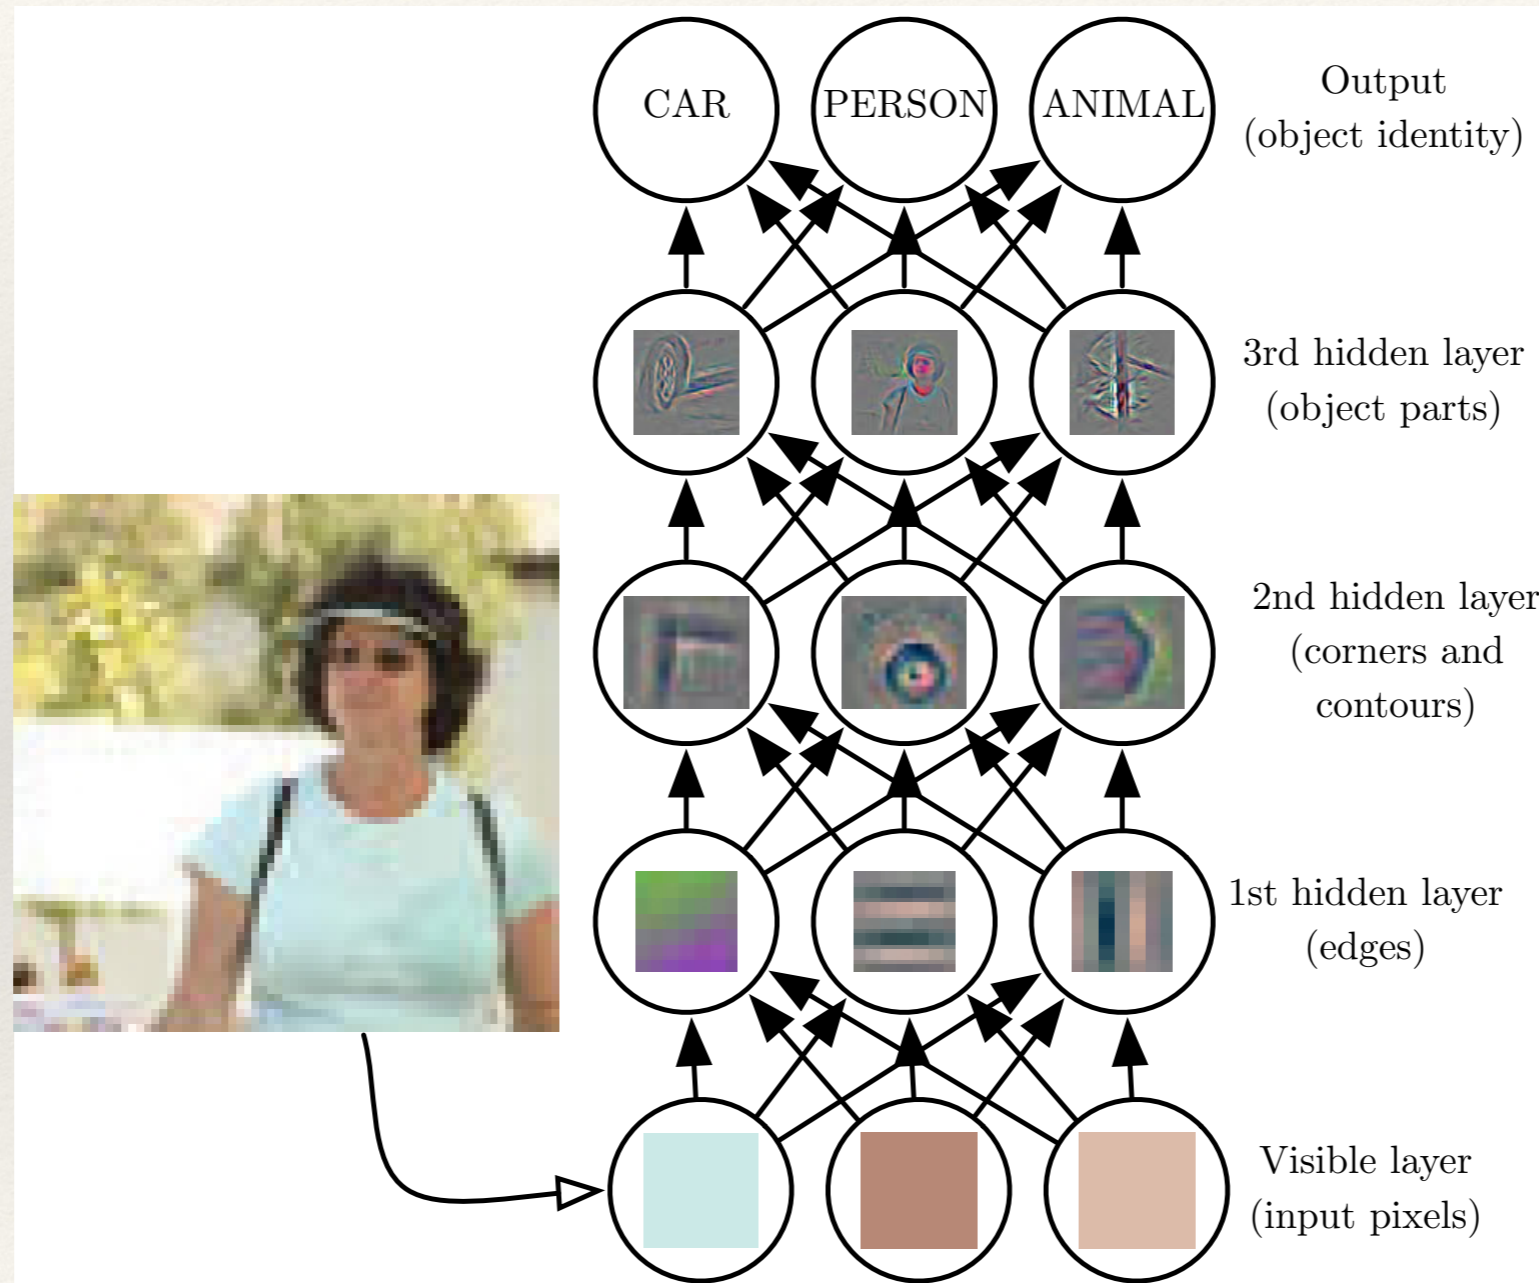 CAR
PERSON
ANIMAL
Output
(object identity)
3rd hidden layer
(object parts)
2nd hidden layer
(corners and
contours)
1st hidden layer
(edges)
Visible layer
(input pixels)